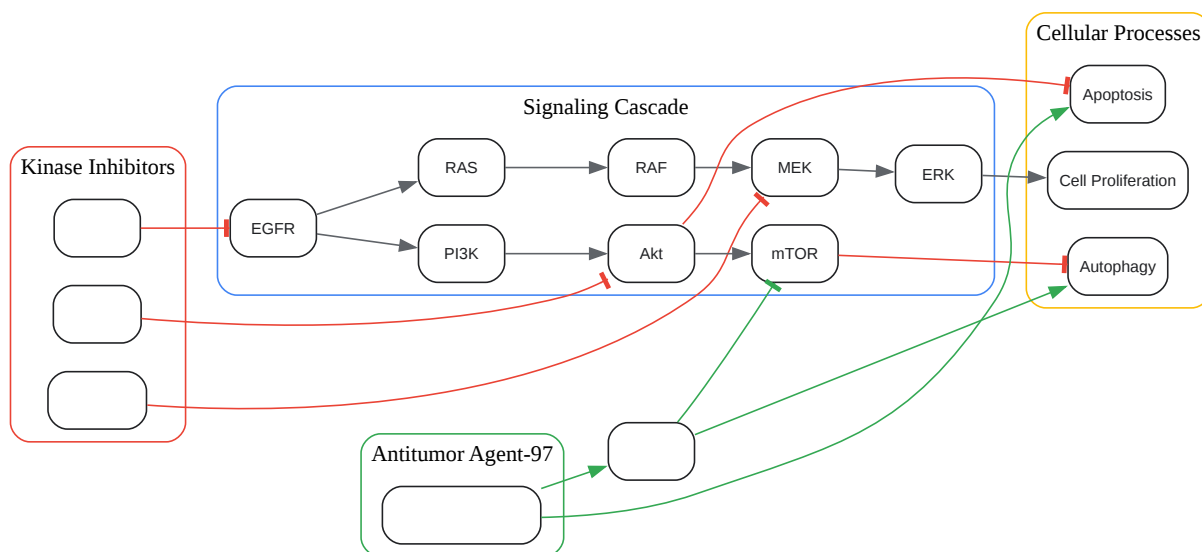 Cellular Processes
Apoptosis
Cell Proliferation
Autophagy
Signaling Cascade
RAS
RAF
MEK
ERK
EGFR
PI3K
Akt
mTOR
Kinase Inhibitors
Antitumor Agent-97